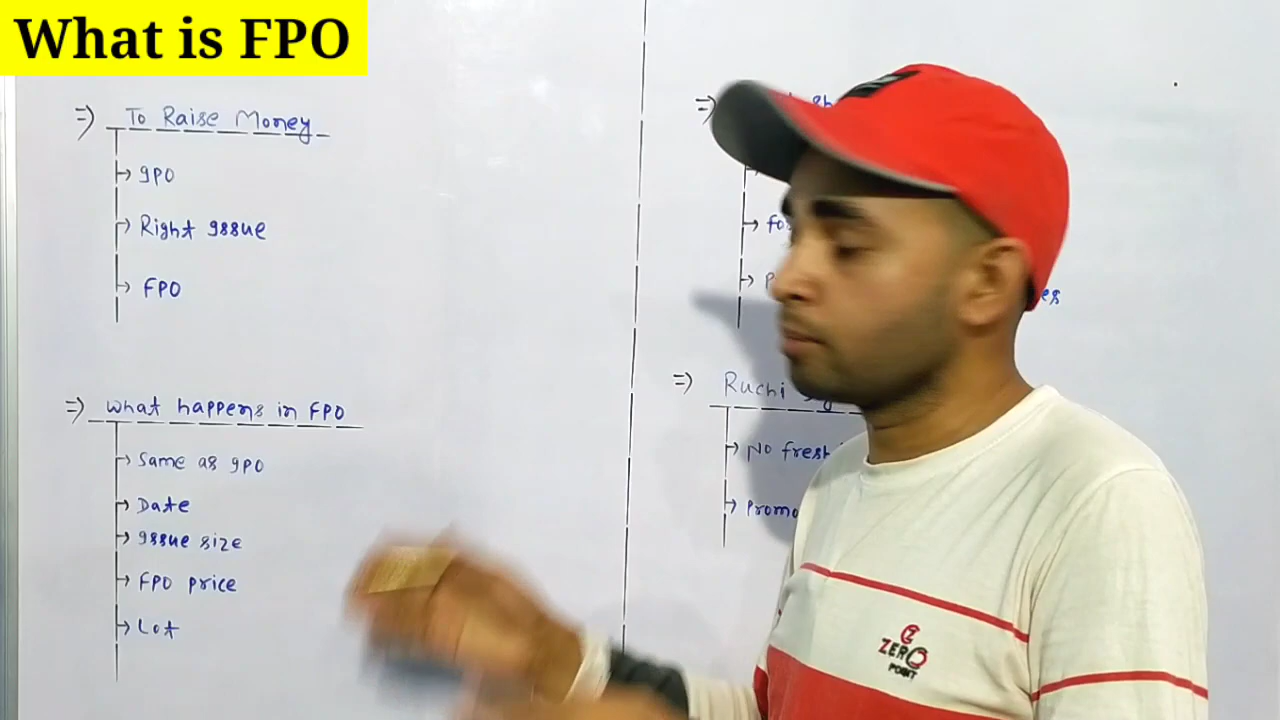 What is FPO
=) To Raise Money
IPO
Right Issue
FPO
=) What happens in FPO
Same as IPO
Date
Issue size
FPO price
Lot
=)
=) Ruchi
No fresh
ZERO
POINT